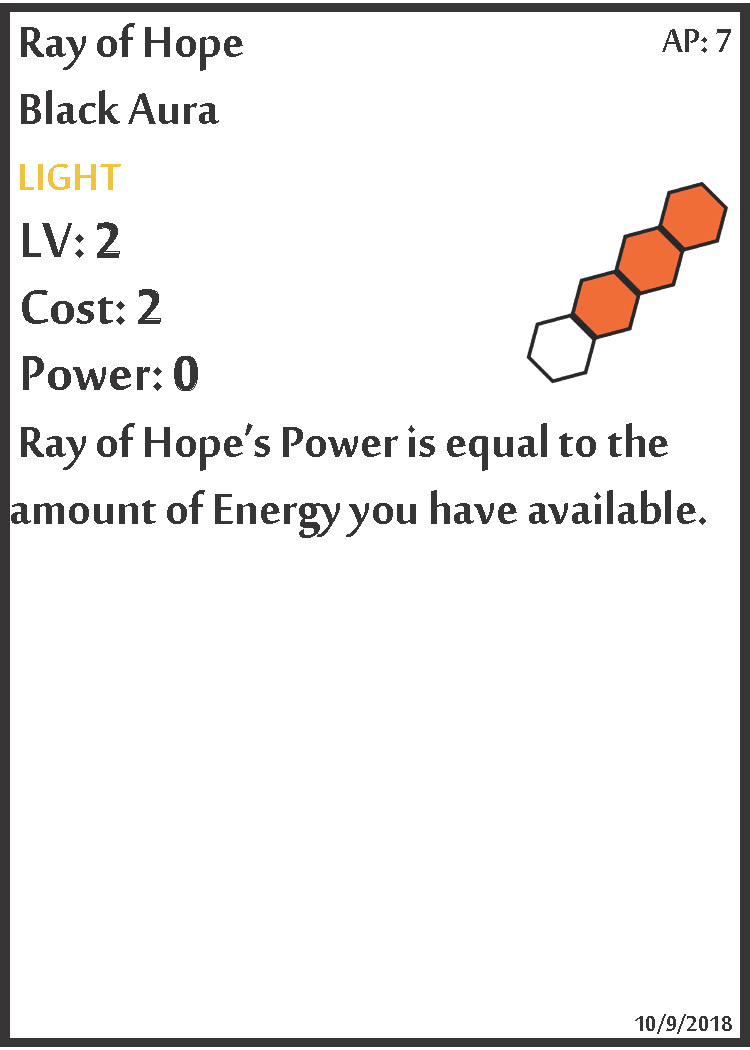 Ray of Hope
AP: 7
Black Aura
LIGHT
LV: 2
Cost: 2
Power: 0
Ray of Hope's Power is equal to the
amount of Energy you have available.
10/9/2018